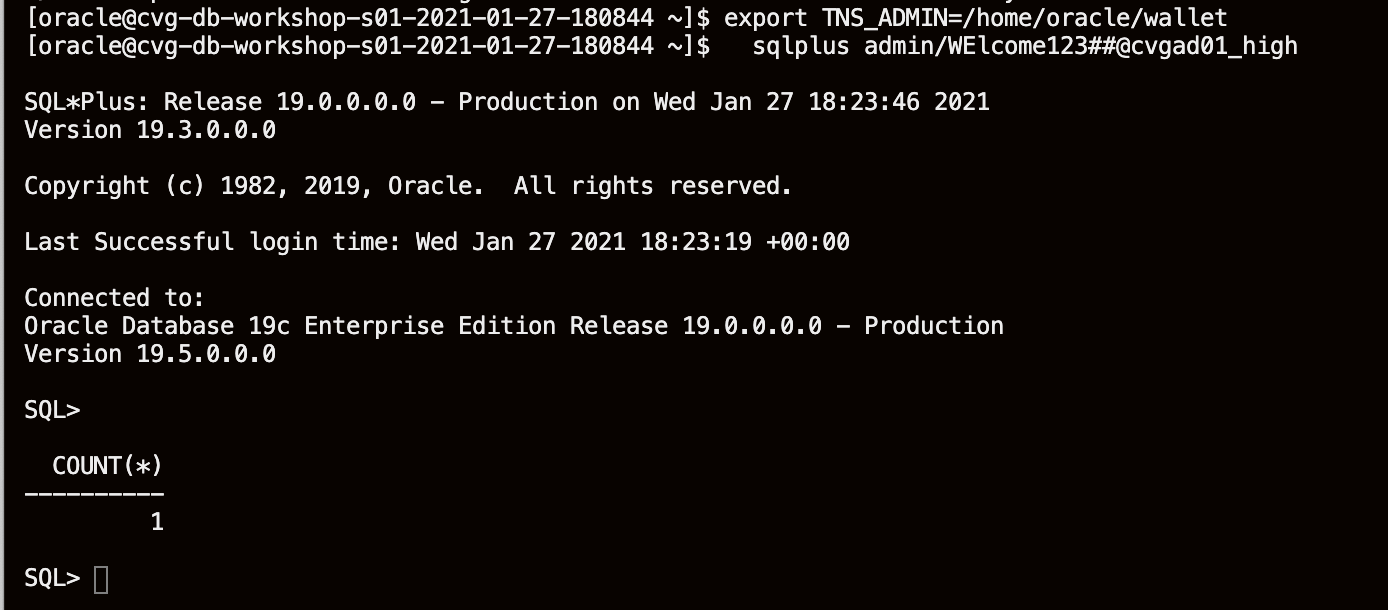 [oracle@cvg-db-workshop-s01-2021-01-27-180844 ~]$ export TNS_ADMIN=/home/oracle/wallet
[oracle@cvg-db-workshop-s01-2021-01-27-180844 ~]$   sqlplus admin/WElcome123##@cvgad01_high
SQL*Plus: Release 19.0.0.0.0 - Production on Wed Jan 27 18:23:46 2021
Version 19.3.0.0.0
Copyright (c) 1982, 2019, Oracle.  All rights reserved.
Last Successful login time: Wed Jan 27 2021 18:23:19 +00:00
Connected to:
Oracle Database 19c Enterprise Edition Release 19.0.0.0.0 - Production
Version 19.5.0.0.0
SQL>
  COUNT(*)
----------
         1
SQL>